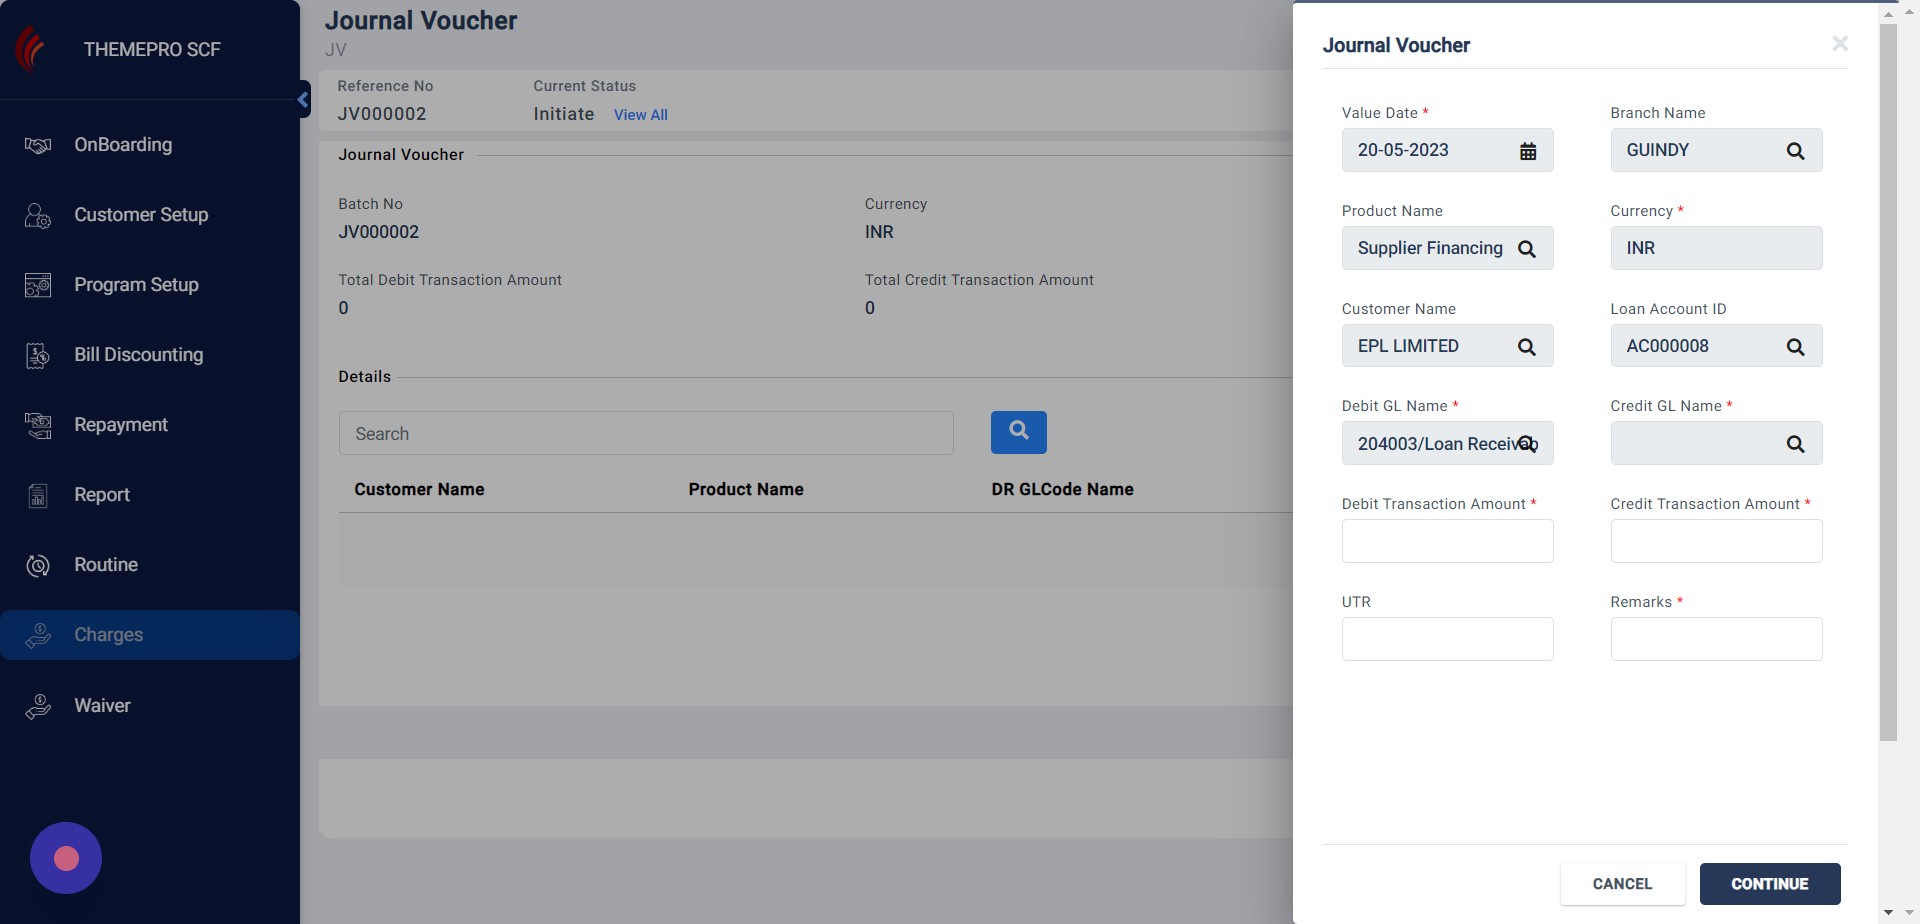 THEMEPRO SCF
OnBoarding
Customer Setup
Program Setup
Bill Discounting
Repayment
Report
Routine
Charges
Waiver
Journal Voucher
JV
Reference No
Current Status
JV000002
Initiate View All
Journal Voucher
Batch No
Currency
JV000002
INR
Total Debit Transaction Amount
Total Credit Transaction Amount
0
0
Details
Search
Customer Name
Product Name
DR GLCode Name
Journal Voucher
Value Date *
Branch Name
20-05-2023
GUINDY
Product Name
Currency *
Supplier Financing
INR
Customer Name
Loan Account ID
EPL LIMITED
AC000008
Debit GL Name *
Credit GL Name *
204003/Loan Receivab
Debit Transaction Amount *
Credit Transaction Amount *
UTR
Remarks *
CANCEL
CONTINUE